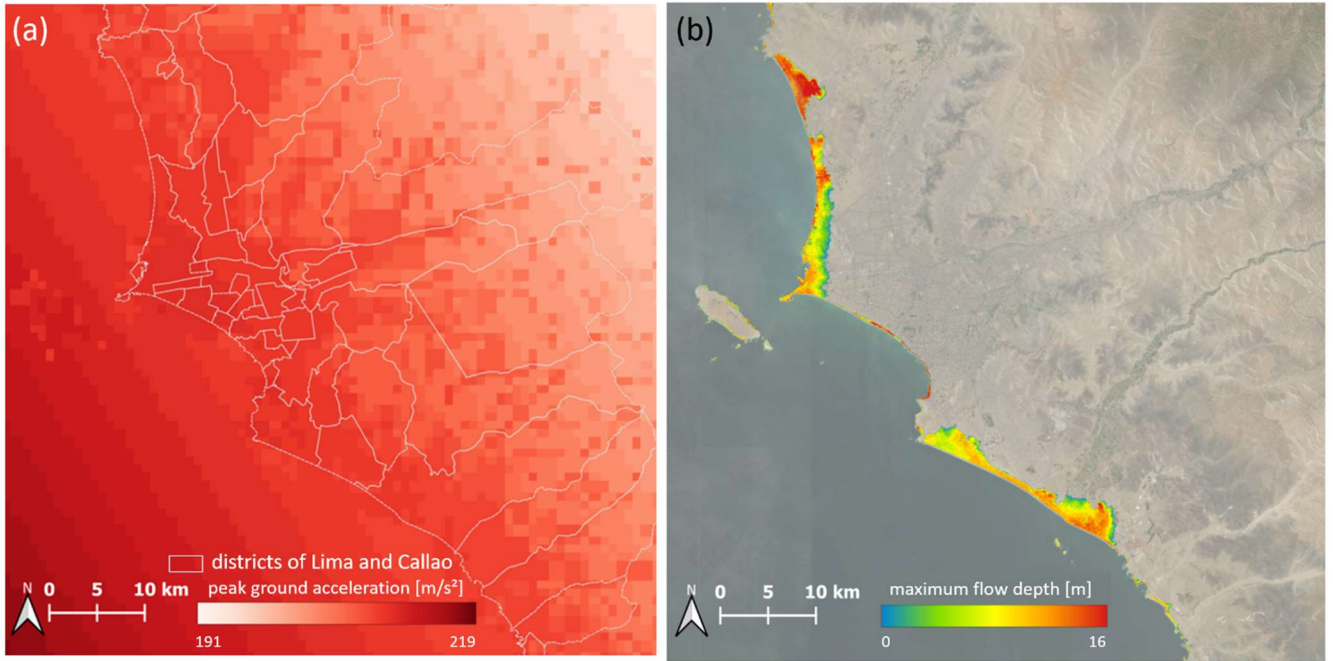 (a)
districts of Lima and Callao
N 0 5 10 km
peak ground acceleration [m/s²]
191 219
(b)
N 0 5 10 km
maximum flow depth [m]
0 16